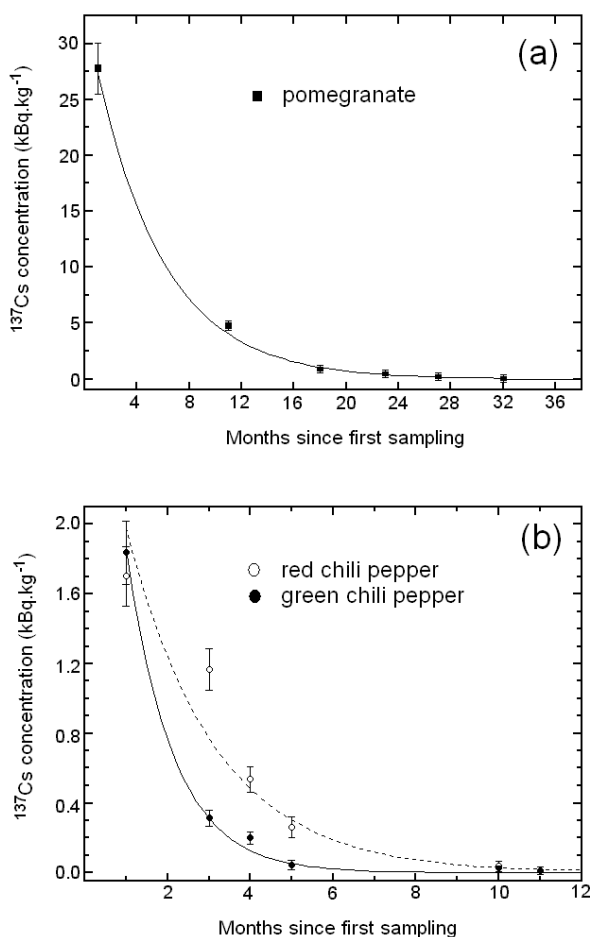 (a)
pomegranate
30
25
20
15
10
5
0
¹³⁷Cs concentration (kBq.kg⁻¹)
4 8 12 16 20 24 28 32 36
Months since first sampling
(b)
red chili pepper
green chili pepper
2.0
1.6
1.2
0.8
0.4
0.0
¹³⁷Cs concentration (kBq.kg⁻¹)
2 4 6 8 10 12
Months since first sampling